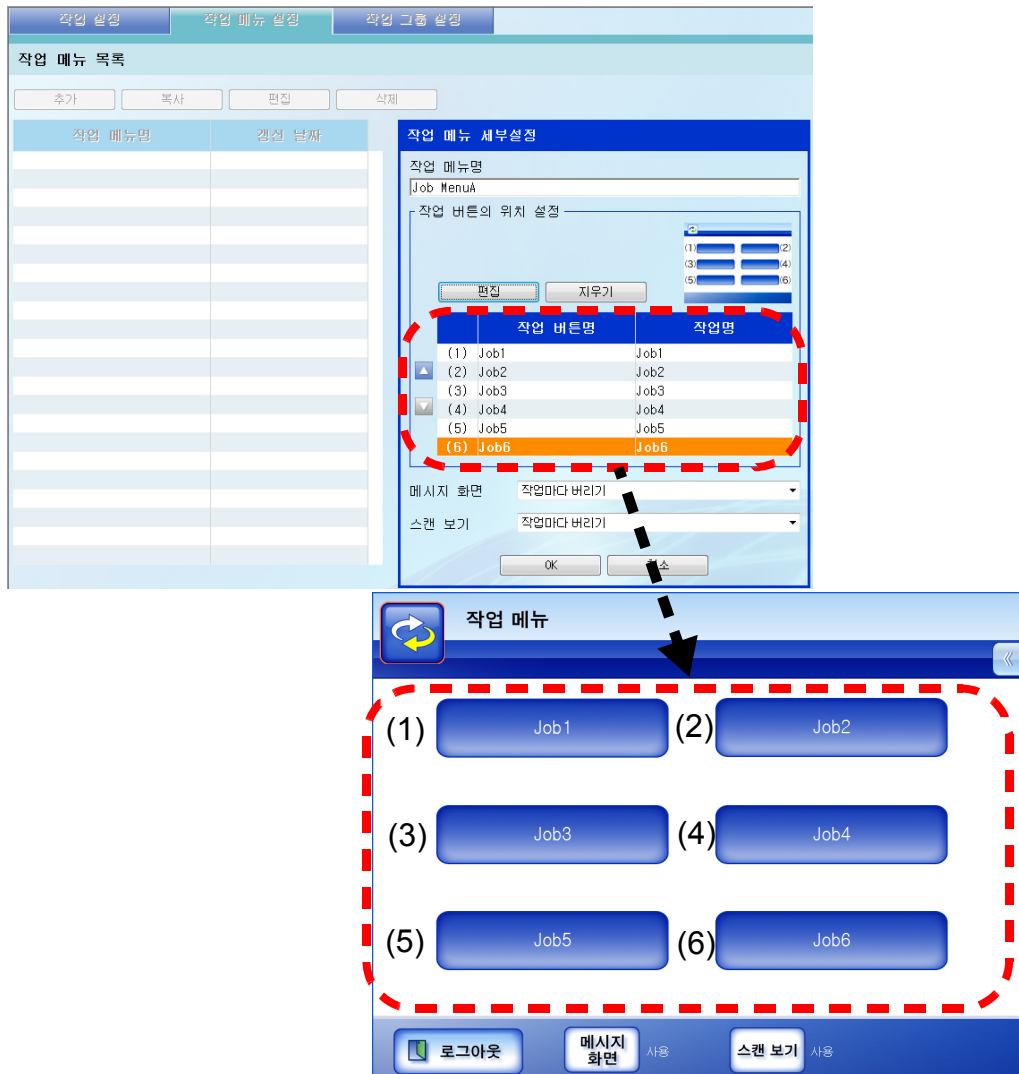 작업 설정 작업 메뉴 설정 작업 그룹 설정
작업 메뉴 목록
추가 복사 편집 삭제
작업 메뉴명 갱신 날짜
작업 메뉴 세부설정
작업 메뉴명
Job MenuA
작업 버튼의 위치 설정
(1) (2)
(3) (4)
(5) (6)
편집 지우기
작업 버튼명 작업명
(1) Job1 Job1
(2) Job2 Job2
(3) Job3 Job3
(4) Job4 Job4
(5) Job5 Job5
(6) Job6 Job6
메시지 화면 작업마다 버리기
스캔 보기 작업마다 버리기
OK 취소
작업 메뉴
(1) Job1 (2) Job2
(3) Job3 (4) Job4
(5) Job5 (6) Job6
로그아웃 메시지 화면 사용 스캔 보기 사용